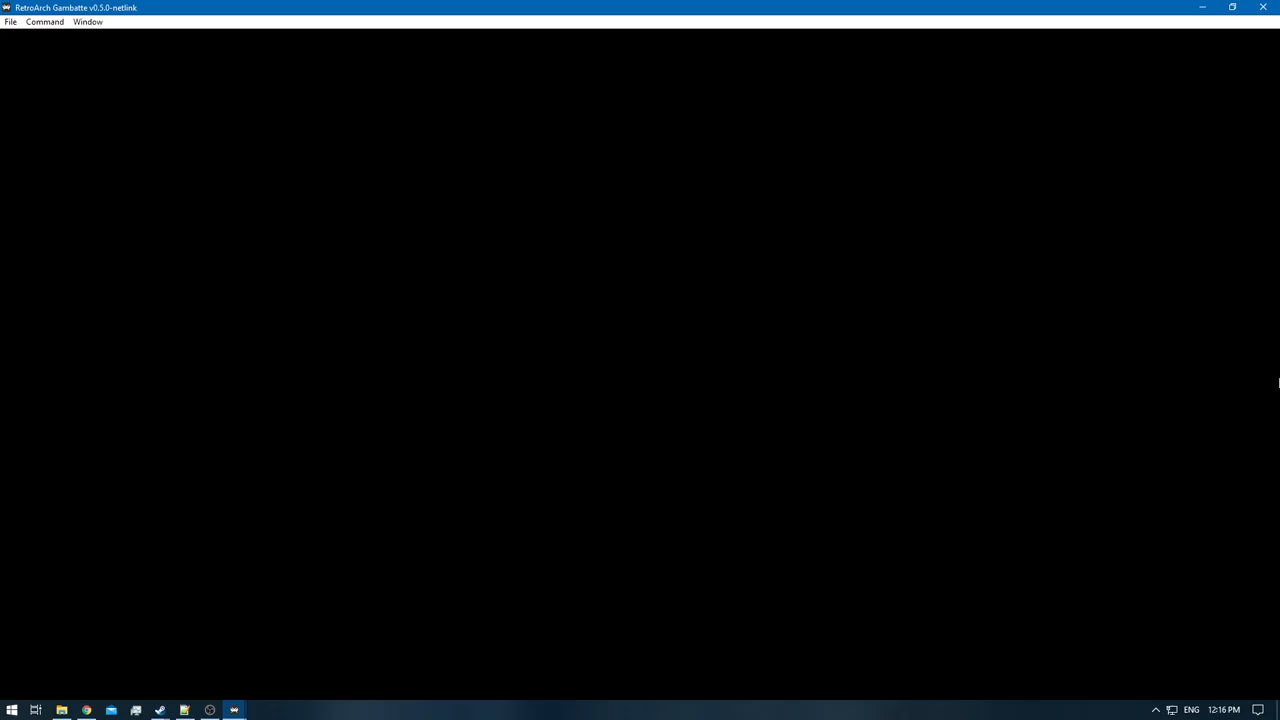 RetroArch Gambatte v0.5.0-netlink
File Command Window
ENG 12:16 PM